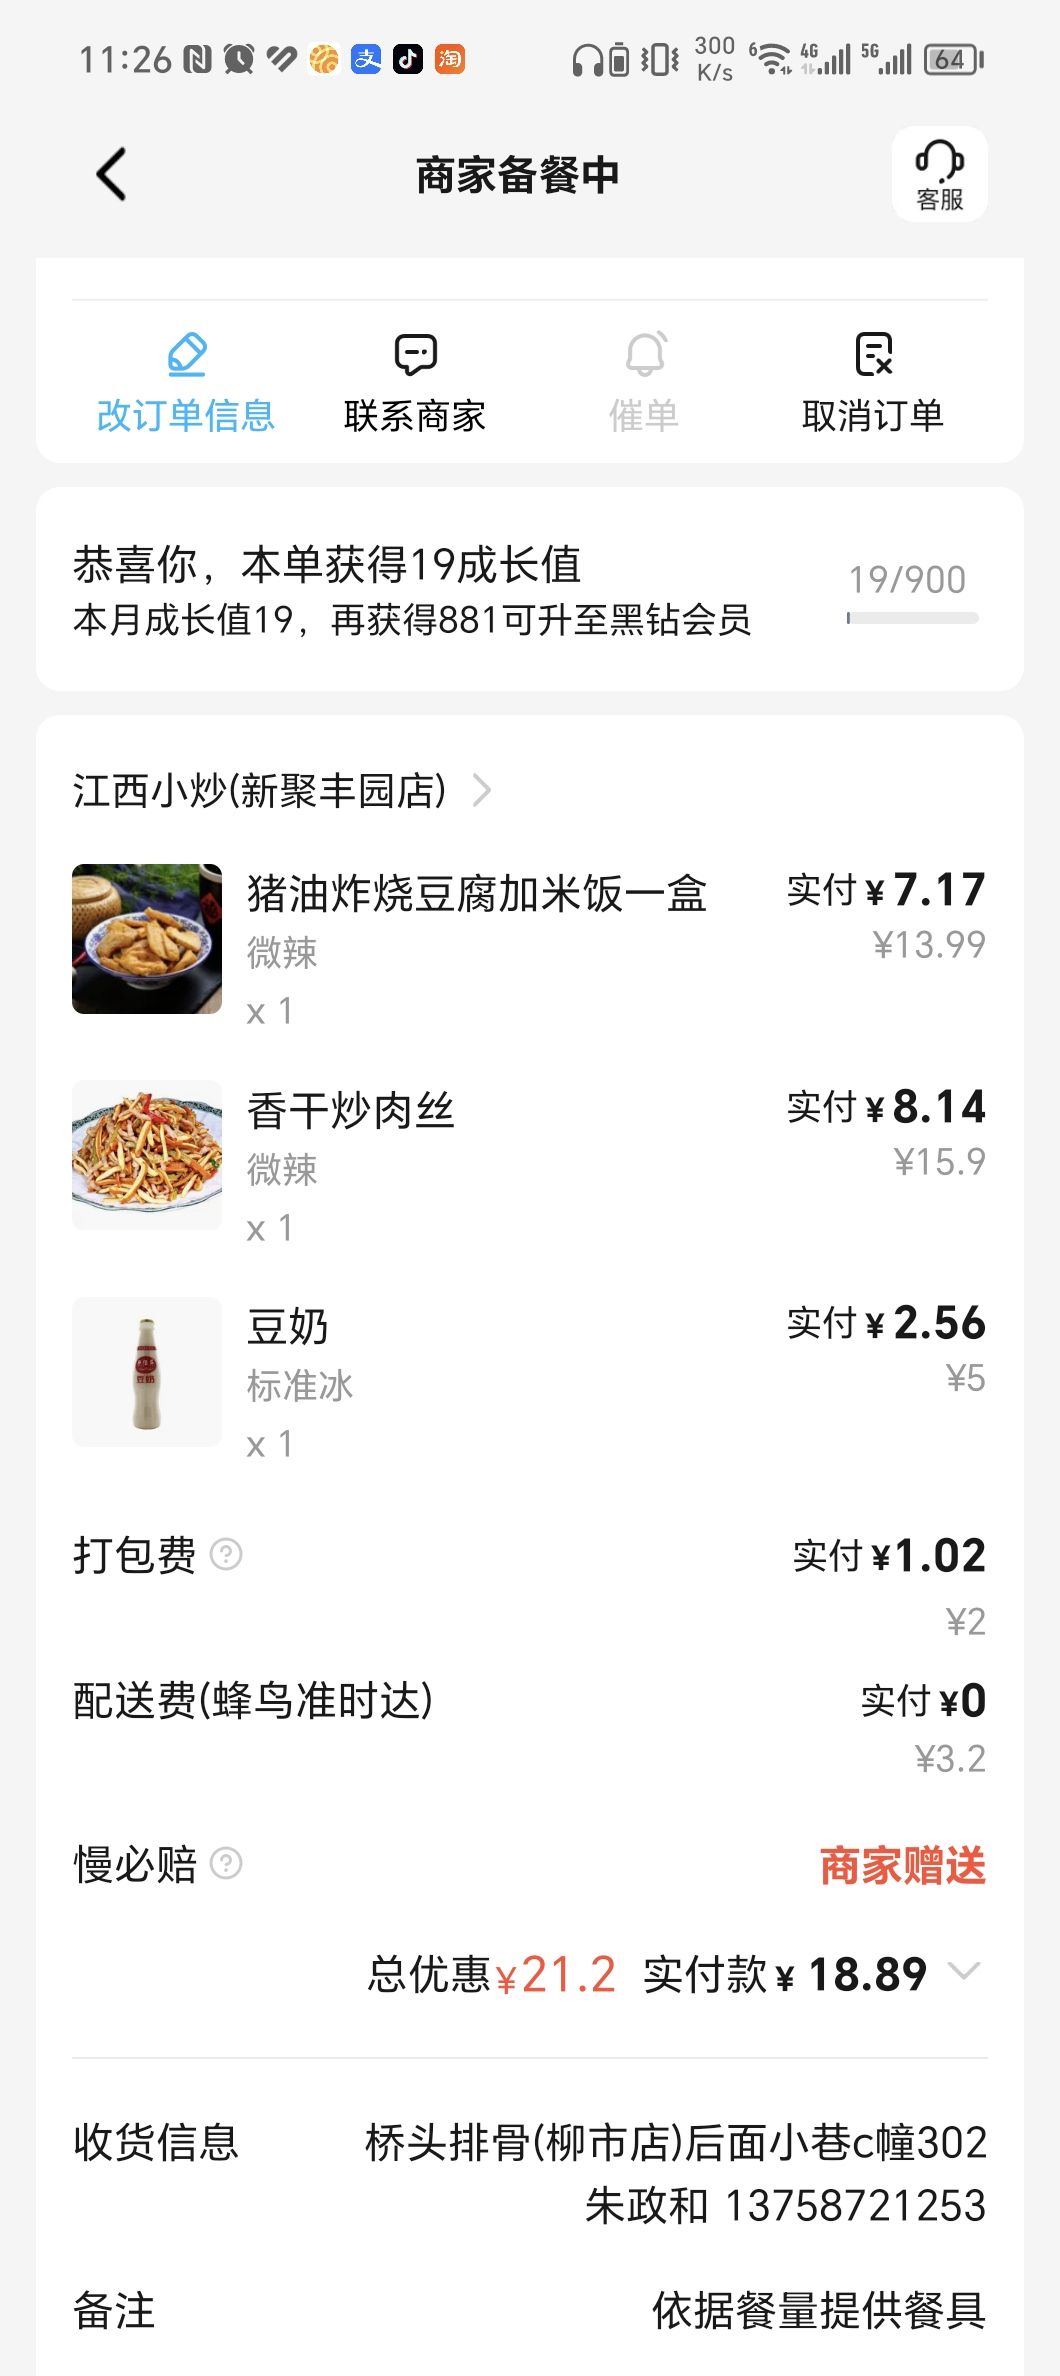 11:26
300 K/s
6
4G
5G
64
商家备餐中
客服
改订单信息
联系商家
催单
取消订单
恭喜你，本单获得19成长值
19/900
本月成长值19，再获得881可升至黑钻会员
江西小炒(新聚丰园店)
猪油炸烧豆腐加米饭一盒
实付 ¥ 7.17
微辣
¥13.99
x 1
香干炒肉丝
实付 ¥ 8.14
微辣
¥15.9
x 1
豆奶
实付 ¥ 2.56
标准冰
¥5
x 1
打包费
实付 ¥1.02
¥2
配送费(蜂鸟准时达)
实付 ¥0
¥3.2
慢必赔
商家赠送
总优惠¥21.2 实付款 ¥ 18.89
收货信息
桥头排骨(柳市店)后面小巷c幢302
朱政和 13758721253
备注
依据餐量提供餐具